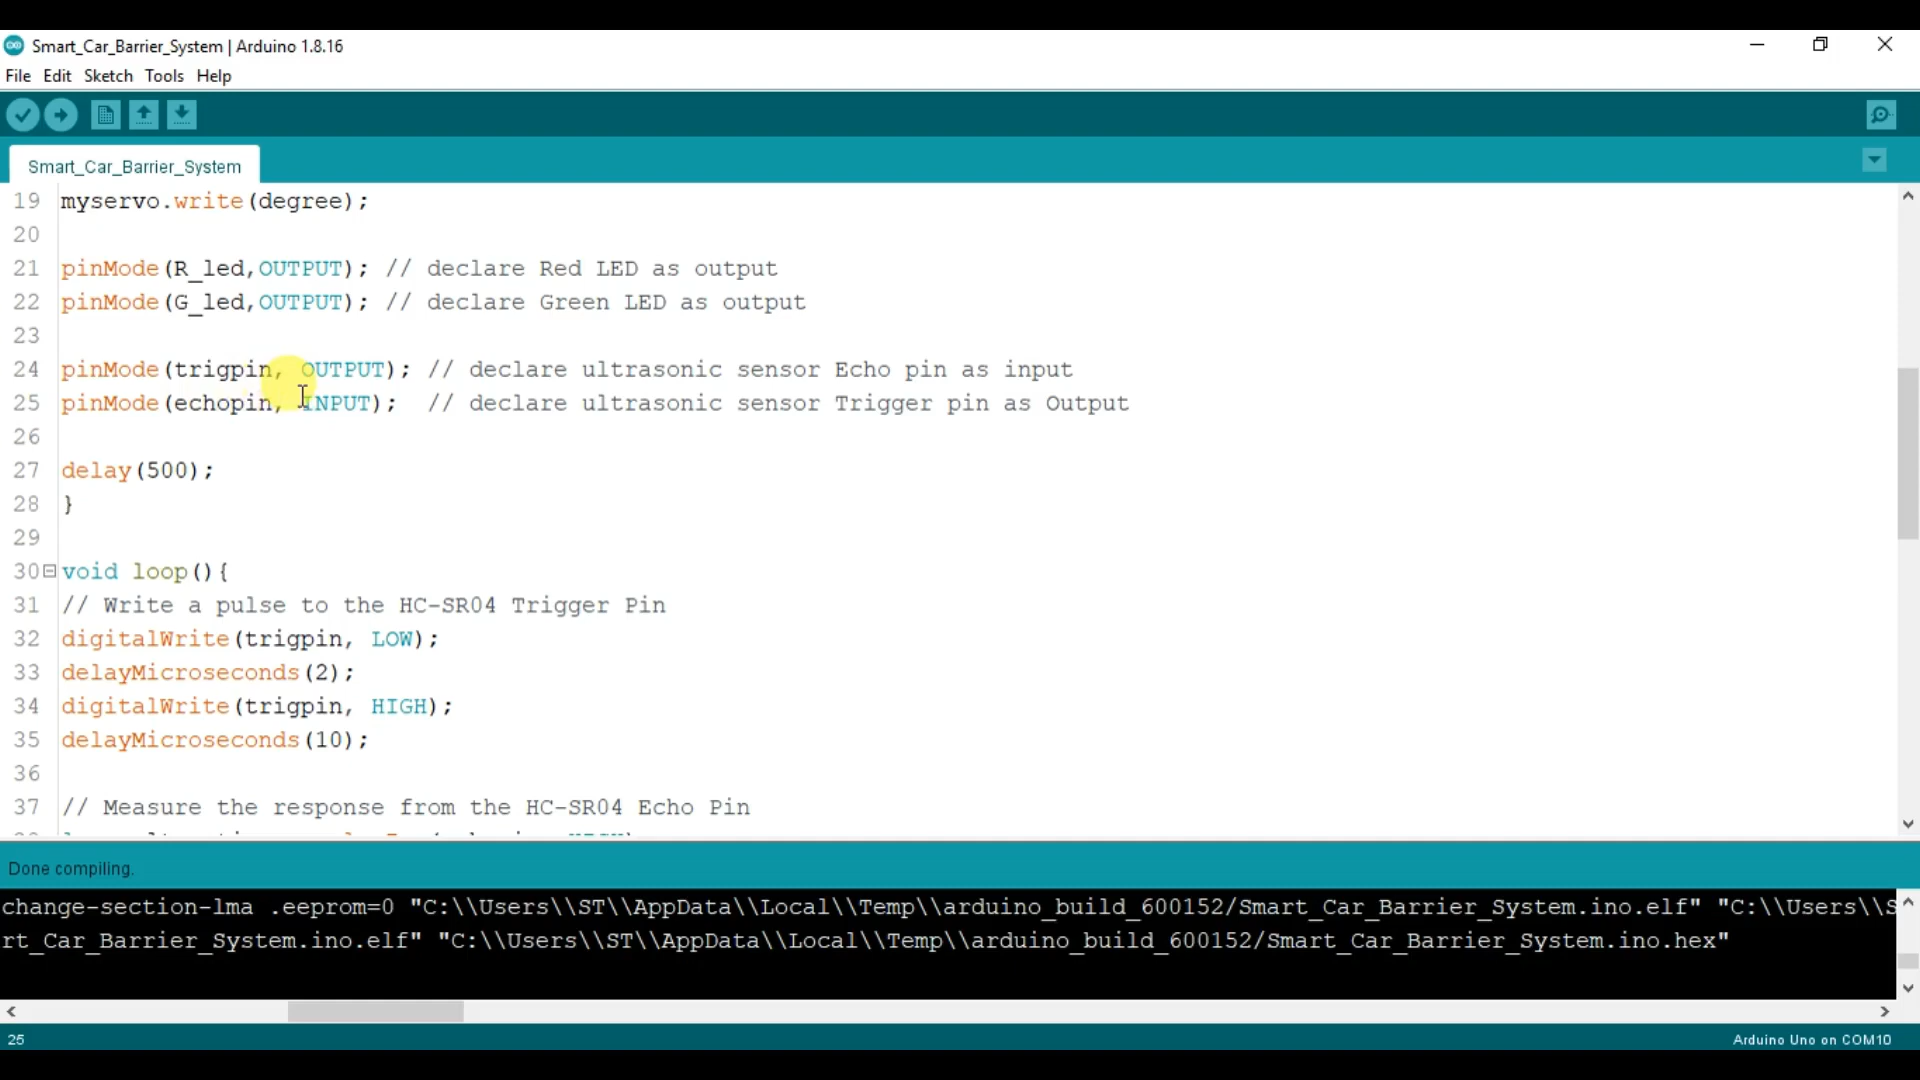 Smart_Car_Barrier_System | Arduino 1.8.16
File Edit Sketch Tools Help
Smart_Car_Barrier_System
19 myservo.write(degree);
20
21 pinMode(R_led,OUTPUT); // declare Red LED as output
22 pinMode(G_led,OUTPUT); // declare Green LED as output
23
24 pinMode(trigpin, OUTPUT); // declare ultrasonic sensor Echo pin as input
25 pinMode(echopin, INPUT); // declare ultrasonic sensor Trigger pin as Output
26
27 delay(500);
28 }
29
30 void loop(){
31 // Write a pulse to the HC-SR04 Trigger Pin
32 digitalWrite(trigpin, LOW);
33 delayMicroseconds(2);
34 digitalWrite(trigpin, HIGH);
35 delayMicroseconds(10);
36
37 // Measure the response from the HC-SR04 Echo Pin
Done compiling.
change-section-lma .eeprom=0 "C:\\Users\\ST\\AppData\\Local\\Temp\\arduino_build_600152/Smart_Car_Barrier_System.ino.elf" "C:\\Users\\S
rt_Car_Barrier_System.ino.elf" "C:\\Users\\ST\\AppData\\Local\\Temp\\arduino_build_600152/Smart_Car_Barrier_System.ino.hex"
25
Arduino Uno on COM10